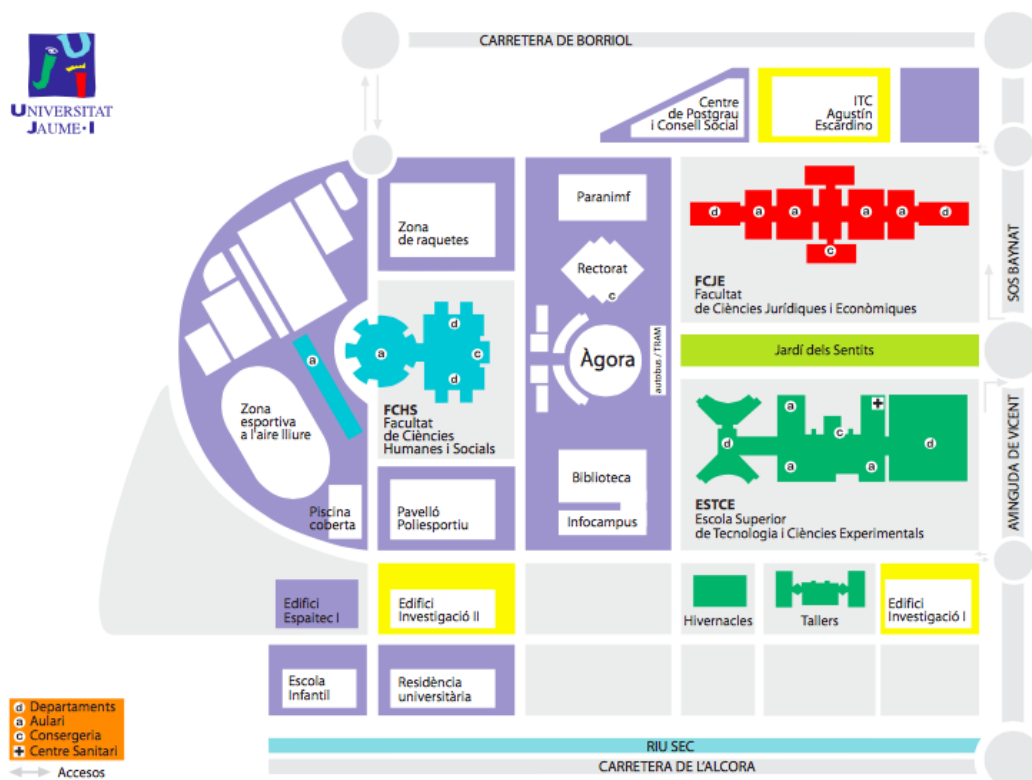 UNIVERSITAT
JAUME·I
CARRETERA DE BORRIOL
Centre
de Postgrau
i Consell Social
ITC
Agustín
Escardino
SOS BAYNAT
Zona
de raquetes
Paranimf
Rectorat
c
d
a
a
a
a
d
c
FCJE
Facultat
de Ciències Jurídiques i Econòmiques
a
a
d
c
d
FCHS
Facultat
de Ciències
Humanes i Socials
Àgora
autobus / TRAM
Jardí dels Sentits
Zona
esportiva
a l'aire lliure
Piscina
coberta
Pavelló
Poliesportiu
Biblioteca
Infocampus
a
c
d
d
a
a
ESTCE
Escola Superior
de Tecnologia i Ciències Experimentals
AVINGUDA DE VICENT
Edifici
Espaitec I
Edifici
Investigació II
Hivernacles
Tallers
Edifici
Investigació I
Escola
Infantil
Residència
universitària
d Departaments
a Aulari
c Consergeria
Centre Sanitari
Accesos
RIU SEC
CARRETERA DE L'ALCORA